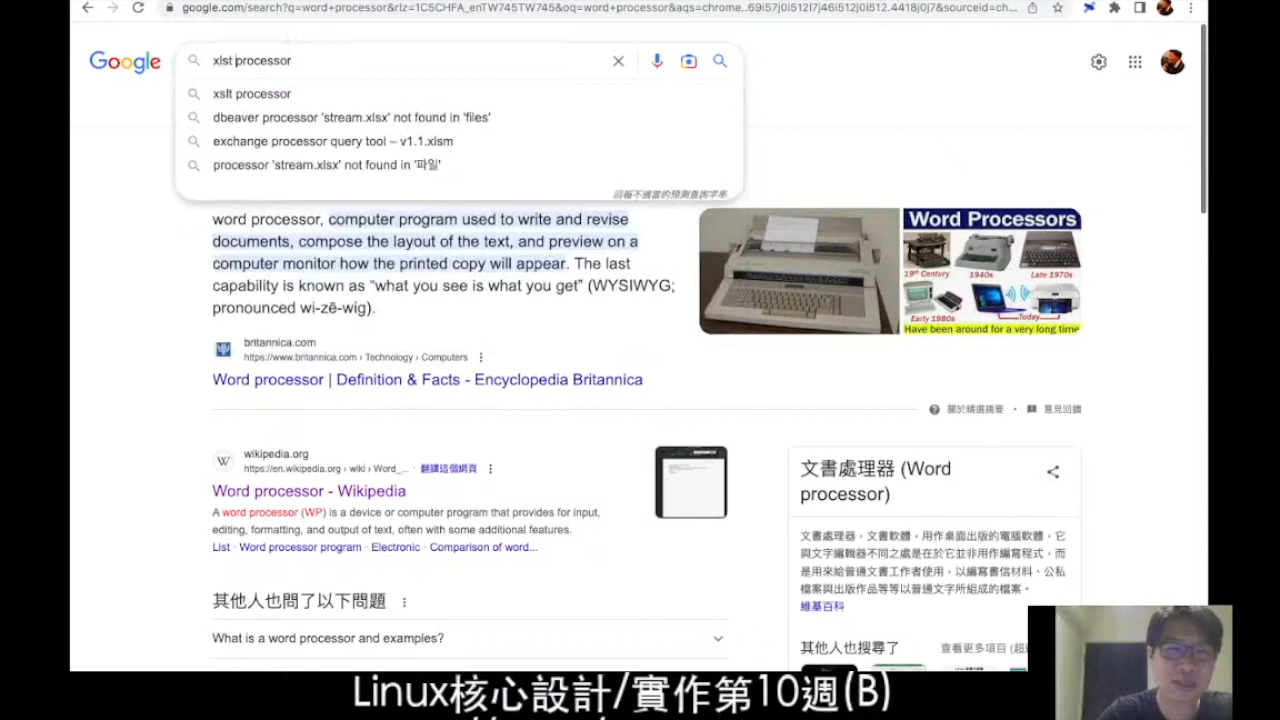 google.com/search?q=word+processor&rlz=1C5CHFA_enTW745TW745&oq=word+processor&aqs=chrome..69i57j0i512l7j46i512j0i512.4418j0j7&sourceid=ch...
Google
xlst processor
xslt processor
dbeaver processor 'stream.xlsx' not found in 'files'
exchange processor query tool – v1.1.xlsm
processor 'stream.xlsx' not found in '파일'
回報不適當的預測查詢字串
word processor, computer program used to write and revise
documents, compose the layout of the text, and preview on a
computer monitor how the printed copy will appear. The last
capability is known as “what you see is what you get” (WYSIWYG;
pronounced wi-zē-wig).
Word Processors
19th Century
1940s
Late 1970s
Early 1980s
Today
Have been around for a very long time
britannica.com
https://www.britannica.com › Technology › Computers
Word processor | Definition & Facts - Encyclopedia Britannica
關於精選摘要 • 意見回饋
W
wikipedia.org
https://en.wikipedia.org › wiki › Word_... · 翻譯這個網頁
Word processor - Wikipedia
A word processor (WP) is a device or computer program that provides for input,
editing, formatting, and output of text, often with some additional features.
List · Word processor program · Electronic · Comparison of word...
其他人也問了以下問題
What is a word processor and examples?
文書處理器 (Word
processor)
文書處理器，文書軟體，用作桌面出版的電腦軟體，它
與文字編輯器不同之處是在於它並非用作編寫程式，而
是用來給普通文書工作者使用，以編寫書信材料、公私
檔案與出版作品等等以普通文字所組成的檔案。
維基百科
其他人也搜尋了
查看更多項目 (超
Linux核心設計/實作第10週(B)